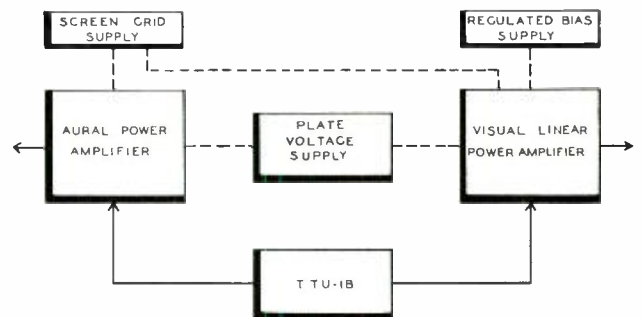 SCREEN GRID
SUPPLY
REGULATED BIAS
SUPPLY
AURAL POWER
AMPLIFIER
PLATE
VOLTAGE
SUPPLY
VISUAL LINEAR
POWER AMPLIFIER
TTU-1B